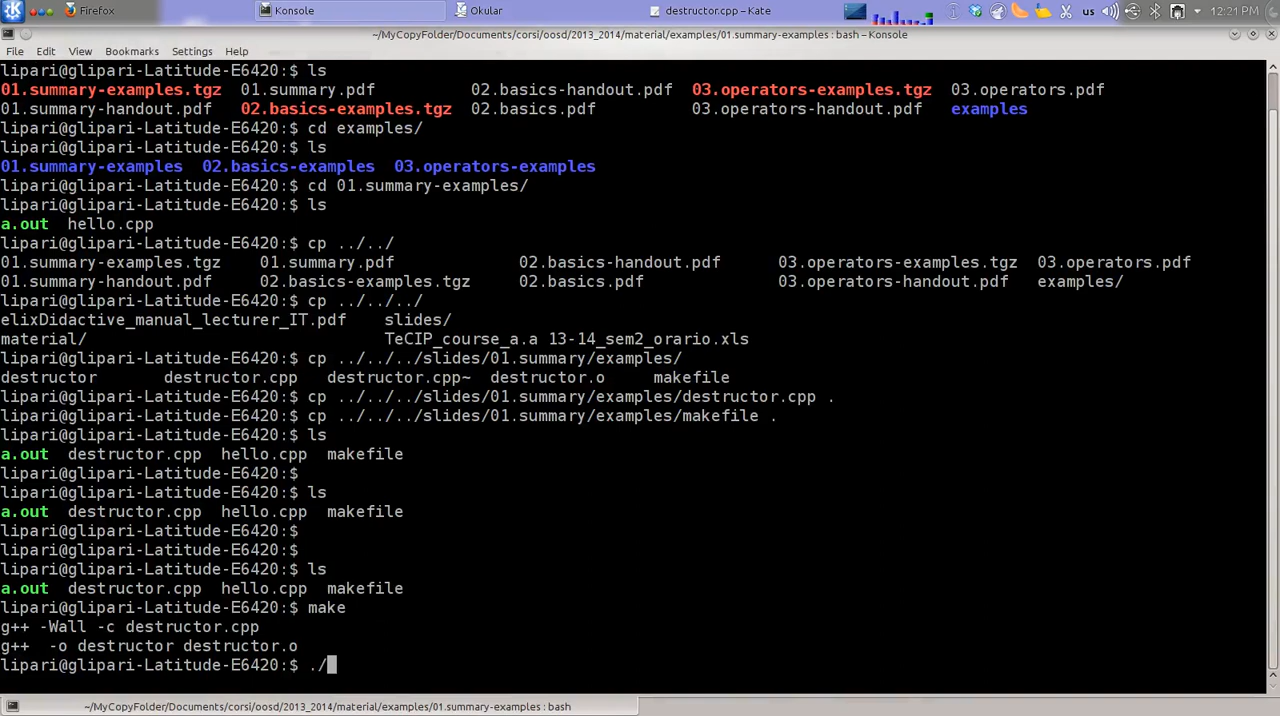 Firefox Konsole Okular destructor.cpp - Kate us 12:21 PM
~/MyCopyFolder/Documents/corsi/oosd/2013_2014/material/examples/01.summary-examples : bash – Konsole
File Edit View Bookmarks Settings Help
lipari@glipari-Latitude-E6420:$ ls
01.summary-examples.tgz 01.summary.pdf 02.basics-handout.pdf 03.operators-examples.tgz 03.operators.pdf
01.summary-handout.pdf 02.basics-examples.tgz 02.basics.pdf 03.operators-handout.pdf examples
lipari@glipari-Latitude-E6420:$ cd examples/
lipari@glipari-Latitude-E6420:$ ls
01.summary-examples 02.basics-examples 03.operators-examples
lipari@glipari-Latitude-E6420:$ cd 01.summary-examples/
lipari@glipari-Latitude-E6420:$ ls
a.out hello.cpp
lipari@glipari-Latitude-E6420:$ cp ../../
01.summary-examples.tgz 01.summary.pdf 02.basics-handout.pdf 03.operators-examples.tgz 03.operators.pdf
01.summary-handout.pdf 02.basics-examples.tgz 02.basics.pdf 03.operators-handout.pdf examples/
lipari@glipari-Latitude-E6420:$ cp ../../../
elixDidactive_manual_lecturer_IT.pdf slides/
material/ TeCIP_course_a.a 13-14_sem2_orario.xls
lipari@glipari-Latitude-E6420:$ cp ../../../slides/01.summary/examples/
destructor destructor.cpp destructor.cpp~ destructor.o makefile
lipari@glipari-Latitude-E6420:$ cp ../../../slides/01.summary/examples/destructor.cpp .
lipari@glipari-Latitude-E6420:$ cp ../../../slides/01.summary/examples/makefile .
lipari@glipari-Latitude-E6420:$ ls
a.out destructor.cpp hello.cpp makefile
lipari@glipari-Latitude-E6420:$
lipari@glipari-Latitude-E6420:$ ls
a.out destructor.cpp hello.cpp makefile
lipari@glipari-Latitude-E6420:$
lipari@glipari-Latitude-E6420:$
lipari@glipari-Latitude-E6420:$ ls
a.out destructor.cpp hello.cpp makefile
lipari@glipari-Latitude-E6420:$ make
g++ -Wall -c destructor.cpp
g++ -o destructor destructor.o
lipari@glipari-Latitude-E6420:$ ./
~/MyCopyFolder/Documents/corsi/oosd/2013_2014/material/examples/01.summary-examples : bash